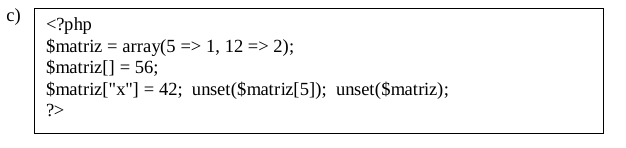 c)
<?php
$matriz = array(5 => 1, 12 => 2);
$matriz[] = 56;
$matriz["x"] = 42;  unset($matriz[5]);  unset($matriz);
?>